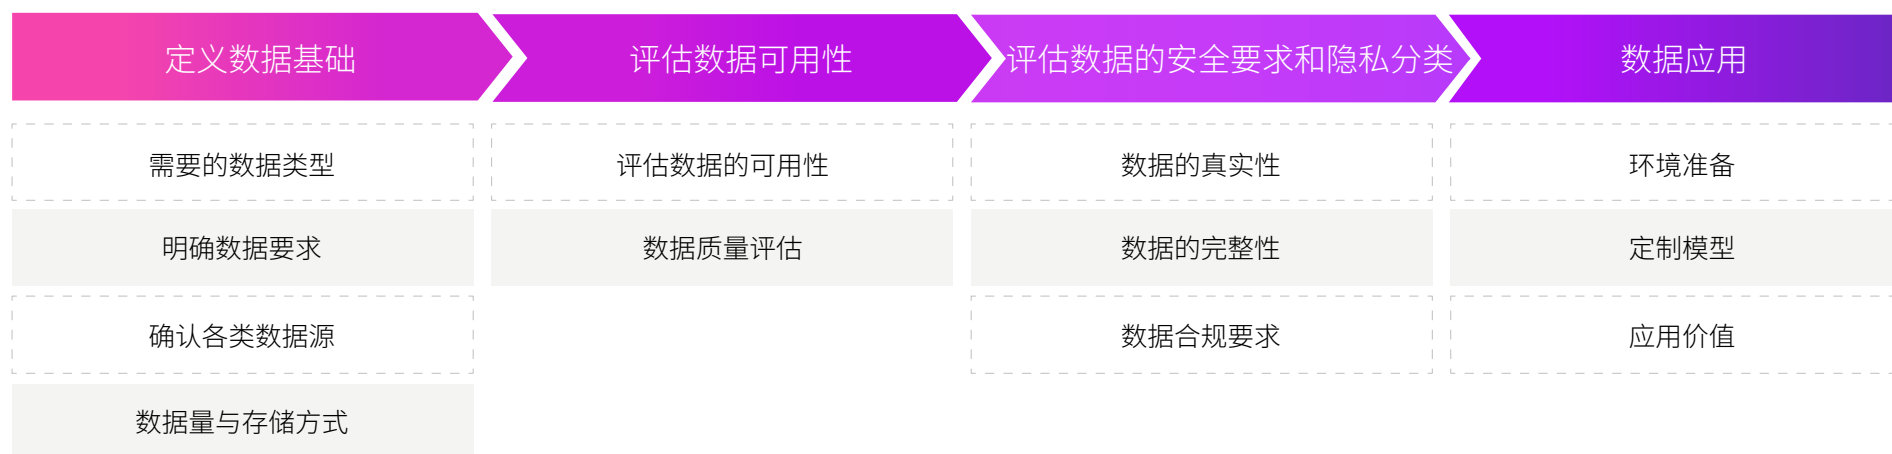 定义数据基础
评估数据可用性
评估数据的安全要求和隐私分类
数据应用
需要的数据类型
评估数据的可用性
数据的真实性
环境准备
明确数据要求
数据质量评估
数据的完整性
定制模型
确认各类数据源
数据合规要求
应用价值
数据量与存储方式